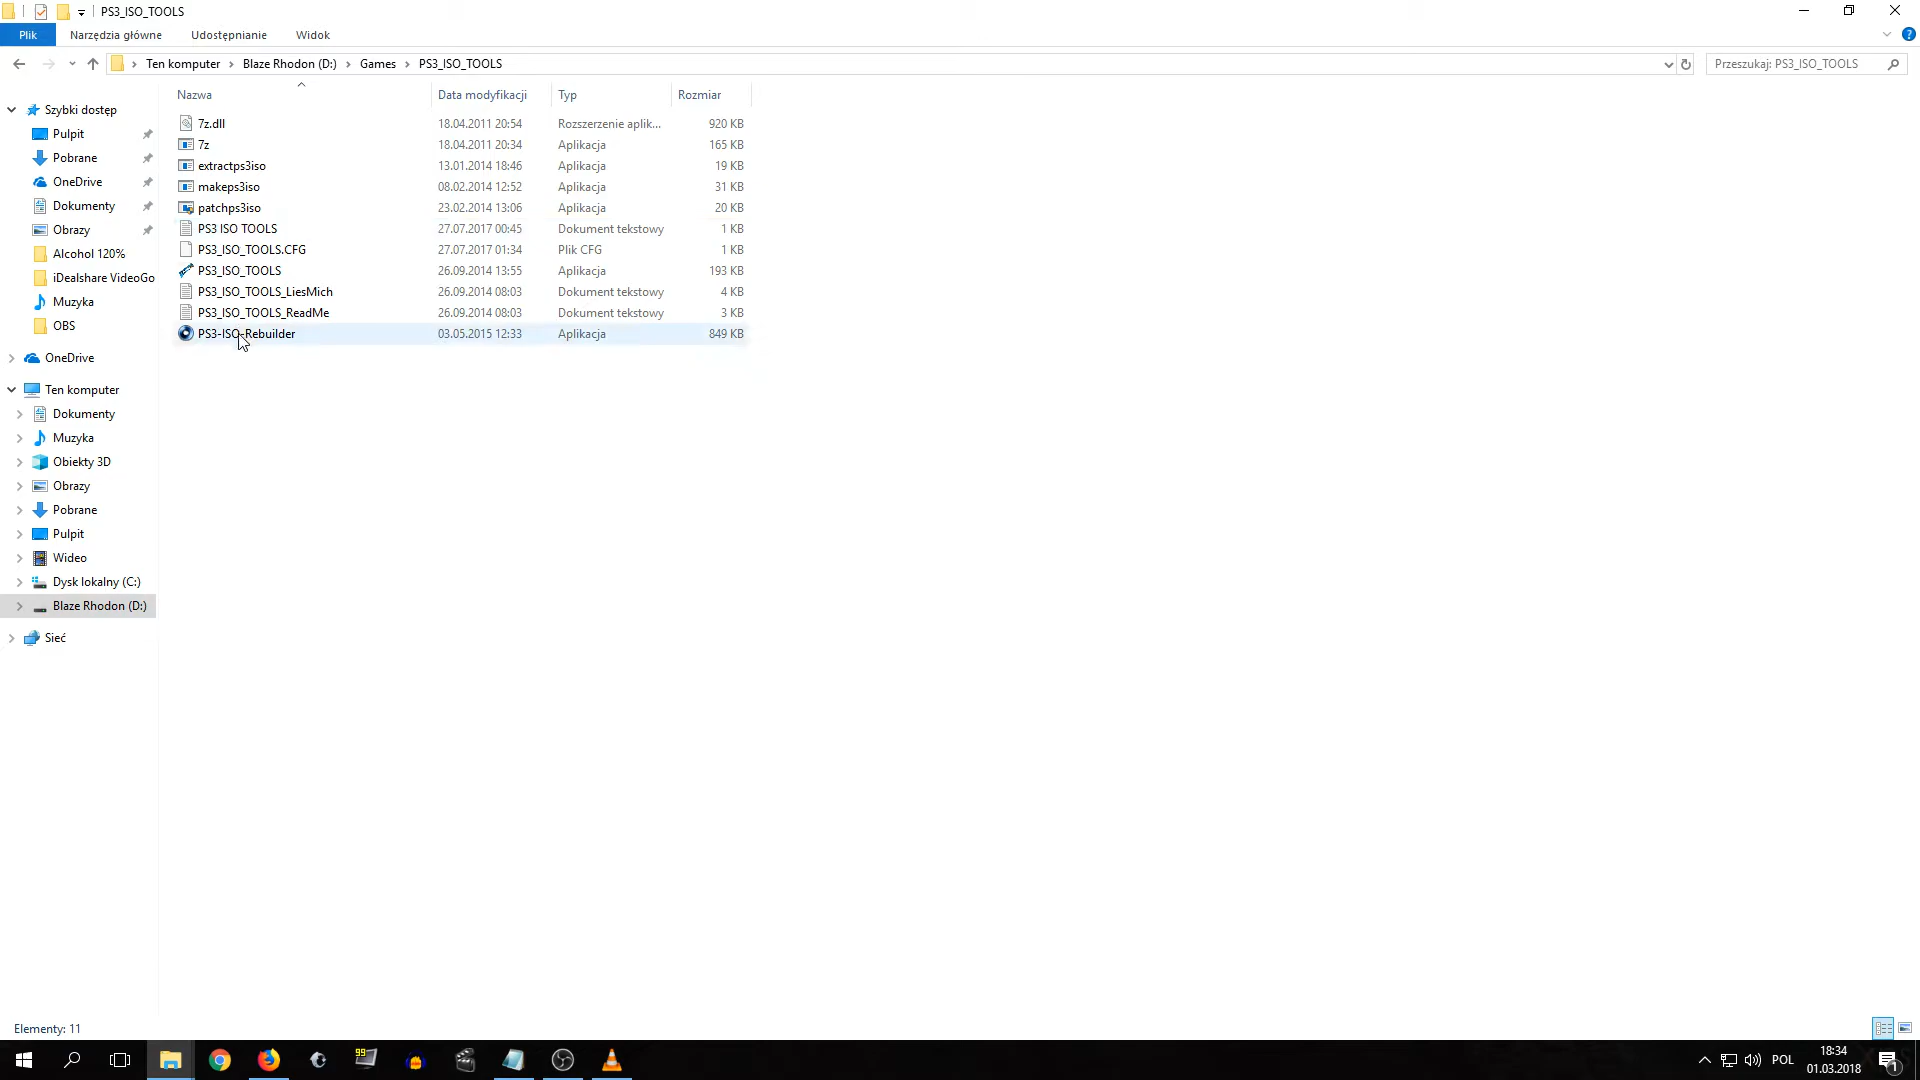 PS3_ISO_TOOLS
Plik Narzędzia główne Udostępnianie Widok
Ten komputer Blaze Rhodon (D:) Games PS3_ISO_TOOLS Przeszukaj: PS3_ISO_TOOLS
Nazwa Data modyfikacji Typ Rozmiar
7z.dll 18.04.2011 20:54 Rozszerzenie aplik... 920 KB
7z 18.04.2011 20:34 Aplikacja 165 KB
extractps3iso 13.01.2014 18:46 Aplikacja 19 KB
makeps3iso 08.02.2014 12:52 Aplikacja 31 KB
patchps3iso 23.02.2014 13:06 Aplikacja 20 KB
PS3 ISO TOOLS 27.07.2017 00:45 Dokument tekstowy 1 KB
PS3_ISO_TOOLS.CFG 27.07.2017 01:34 Plik CFG 1 KB
PS3_ISO_TOOLS 26.09.2014 13:55 Aplikacja 193 KB
PS3_ISO_TOOLS_LiesMich 26.09.2014 08:03 Dokument tekstowy 4 KB
PS3_ISO_TOOLS_ReadMe 26.09.2014 08:03 Dokument tekstowy 3 KB
PS3-ISO-Rebuilder 03.05.2015 12:33 Aplikacja 849 KB
Szybki dostęp
Pulpit
Pobrane
OneDrive
Dokumenty
Obrazy
Alcohol 120%
iDealshare VideoGo
Muzyka
OBS
OneDrive
Ten komputer
Dokumenty
Muzyka
Obiekty 3D
Obrazy
Pobrane
Pulpit
Wideo
Dysk lokalny (C:)
Blaze Rhodon (D:)
Sieć
Elementy: 11
99
POL
18:34
01.03.2018
1